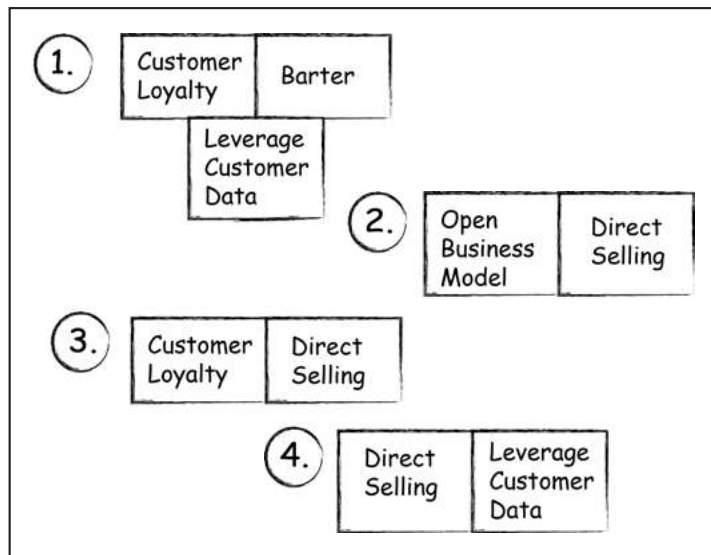 1.
Customer
Loyalty
Barter
Leverage
Customer
Data
2.
Open
Business
Model
Direct
Selling
3.
Customer
Loyalty
Direct
Selling
4.
Direct
Selling
Leverage
Customer
Data